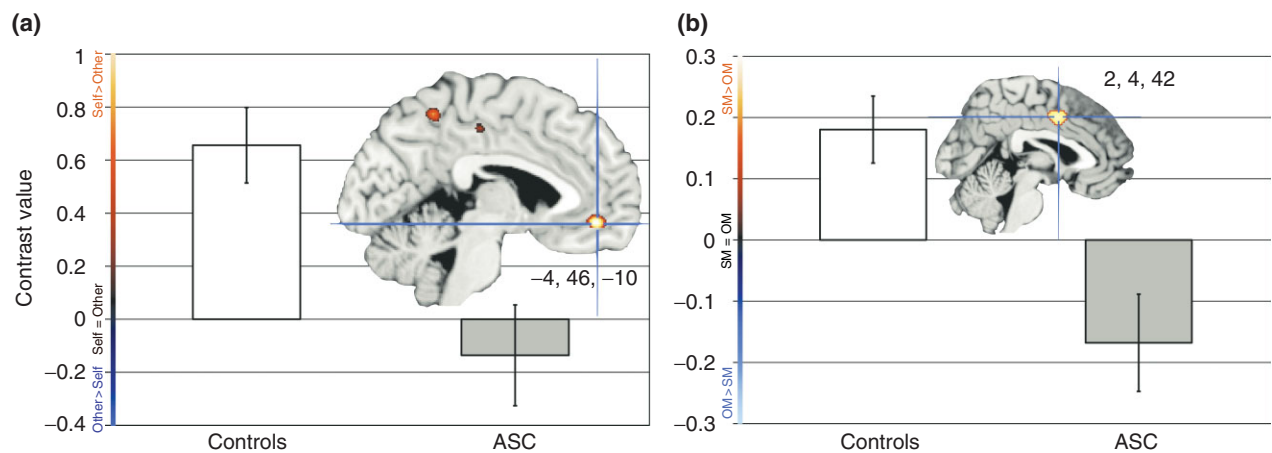 (a)
Contrast value
1
0.8
0.6
0.4
0.2
0
−0.2
−0.4
Self > Other
Self = Other
Other > Self
−4, 46, −10
Controls
ASC
(b)
0.3
0.2
0.1
0
−0.1
−0.2
−0.3
SM > OM
SM = OM
OM > SM
2, 4, 42
Controls
ASC